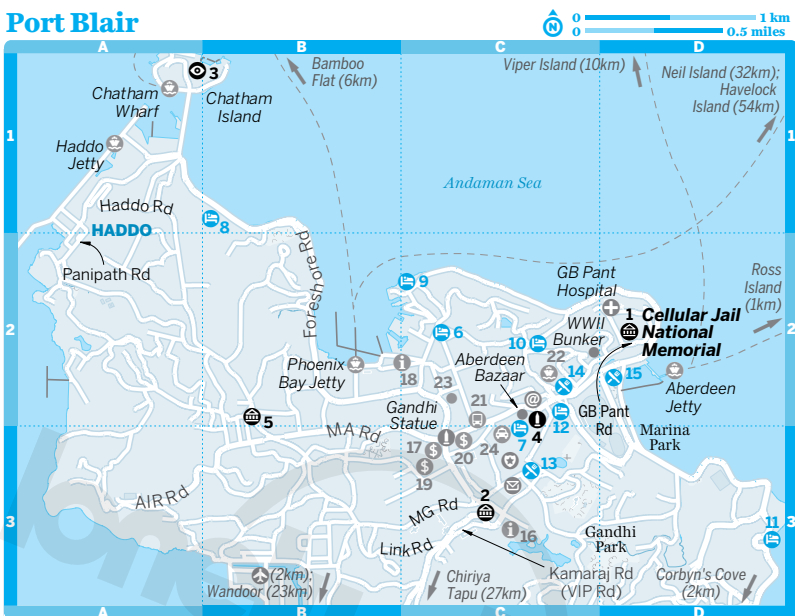 Port Blair
N
0 1 km
0 0.5 miles
A B C D
1
2
3
1
2
3
A B C D
3
Chatham
Wharf
Chatham
Island
Bamboo
Flat (6km)
Viper Island (10km)
Neil Island (32km);
Havelock
Island (54km)
Haddo
Jetty
Andaman Sea
Haddo Rd
HADDO
8
Panipath Rd
Foreshore Rd
9
GB Pant
Hospital
Ross
Island
(1km)
1 Cellular Jail
National
Memorial
6
10
WWII
Bunker
Phoenix
Bay Jetty
i
18
Aberdeen
Bazaar
22
14
15
Aberdeen
Jetty
23
@
Gandhi
Statue
21
5
4
12
GB Pant
Rd
Marina
Park
MA Rd
17
$
$
20
24
7
$
19
13
AIR Rd
2
MG Rd
i
16
Link Rd
Gandhi
Park
11
(2km);
Wandoor (23km)
Chiriya
Tapu (27km)
Kamaraj Rd
(VIP Rd)
Corbyn's Cove
(2km)